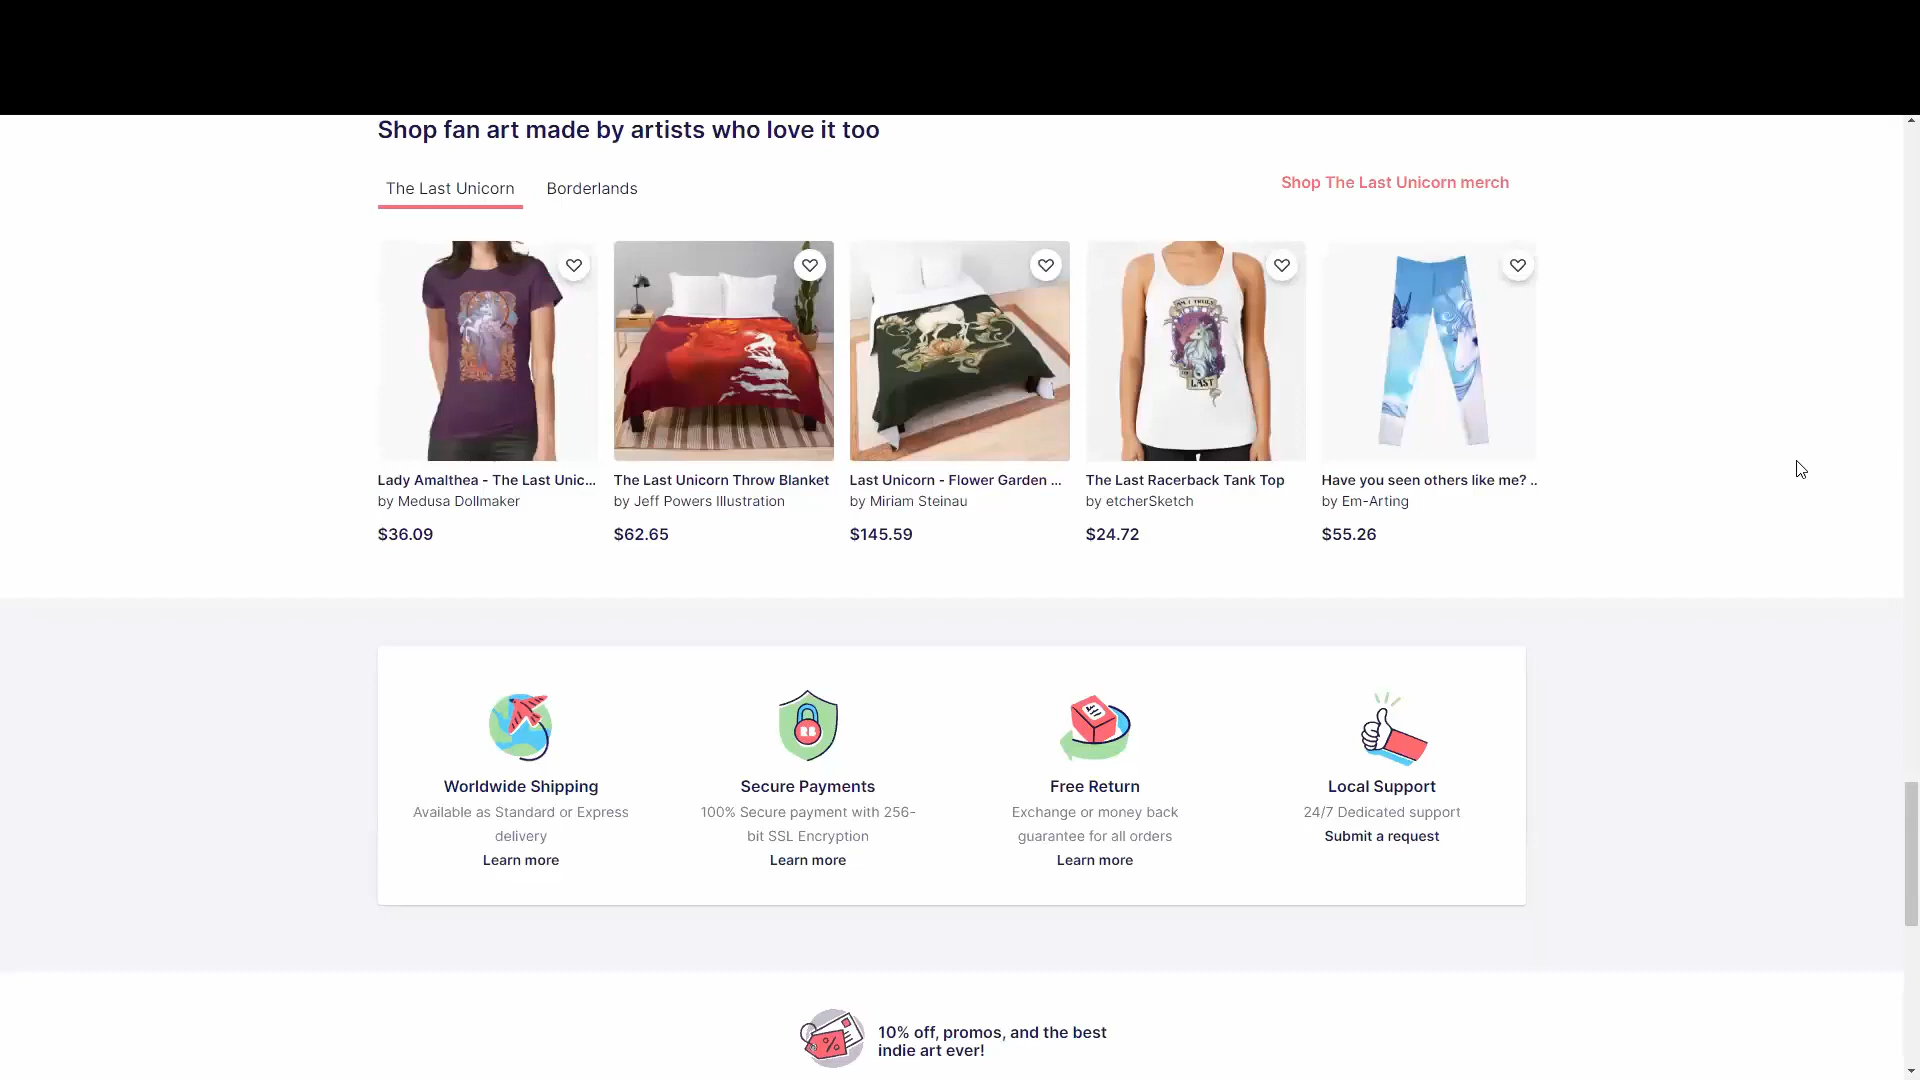 Shop fan art made by artists who love it too
The Last Unicorn
Borderlands
Shop The Last Unicorn merch
AM I TRULY
THE
LAST
Lady Amalthea - The Last Unic...
by Medusa Dollmaker
$36.09
The Last Unicorn Throw Blanket
by Jeff Powers Illustration
$62.65
Last Unicorn - Flower Garden ...
by Miriam Steinau
$145.59
The Last Racerback Tank Top
by etcherSketch
$24.72
Have you seen others like me? ..
by Em-Arting
$55.26
RB
Worldwide Shipping
Available as Standard or Express
delivery
Learn more
Secure Payments
100% Secure payment with 256-
bit SSL Encryption
Learn more
Free Return
Exchange or money back
guarantee for all orders
Learn more
Local Support
24/7 Dedicated support
Submit a request
%
10% off, promos, and the best
indie art ever!